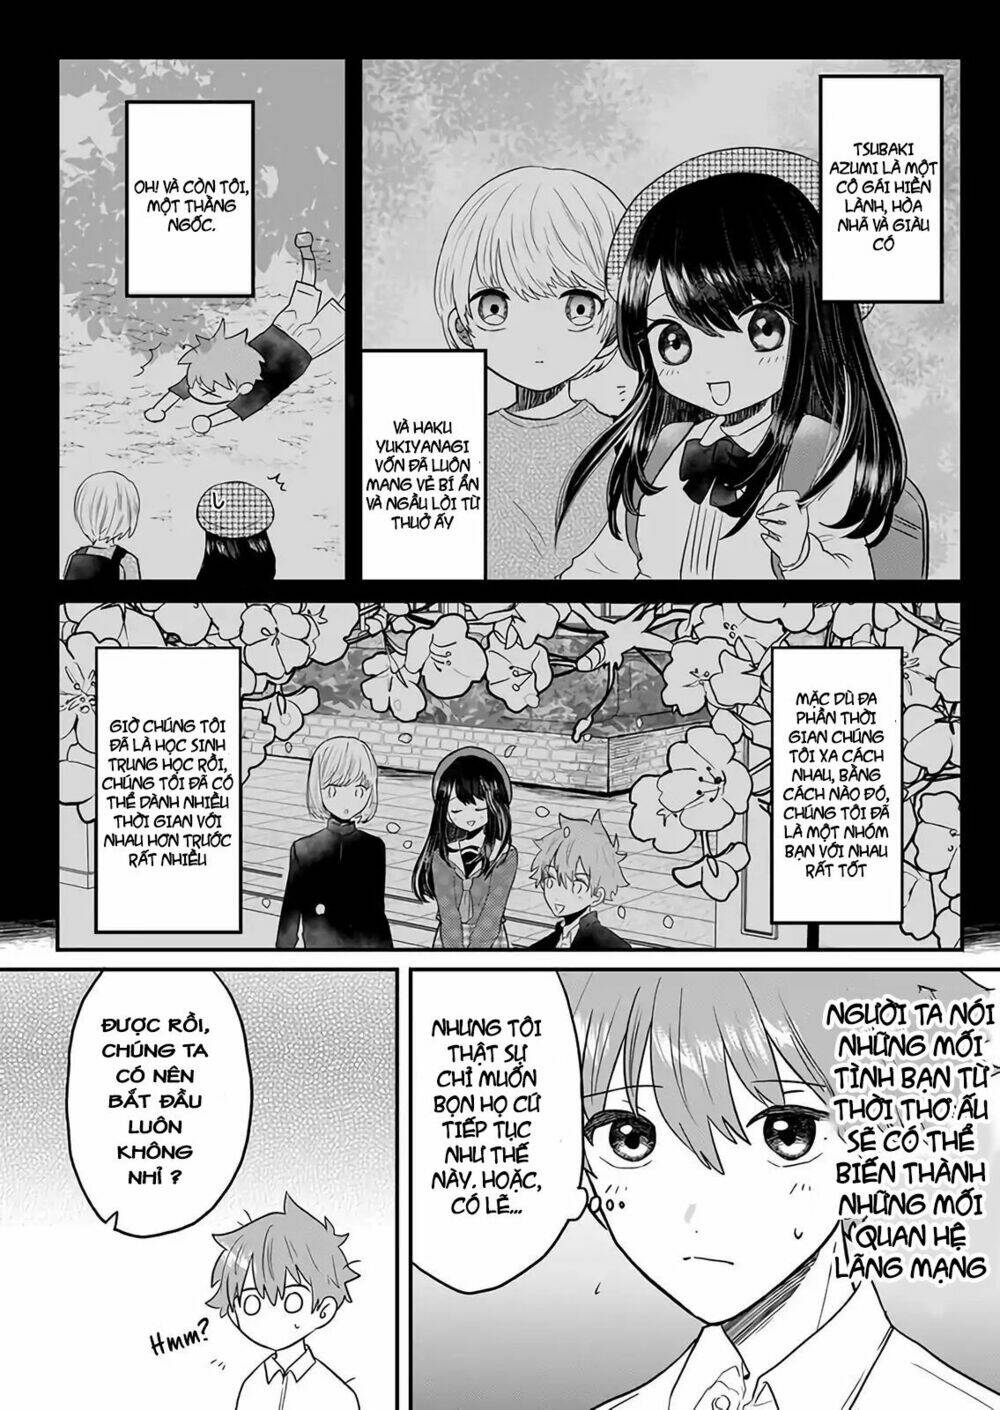 TSUBAKI
AZUMI LÀ MỘT
CÔ GÁI HIỀN
LÀNH, HÒA
NHÃ VÀ GIÀU
CÓ
VÀ HAKU
YUKIYANAGI
VỐN ĐÃ LUÔN
MANG VẺ BÍ ẨN
VÀ NGẦU LÒI TỪ
THUỞ ẤY
OH! VÀ CÒN TÔI,
MỘT THẰNG
NGỐC.
MẶC DÙ ĐA
PHẦN THỜI
GIAN CHÚNG
TÔI XA CÁCH
NHAU, BẰNG
CÁCH NÀO ĐÓ,
CHÚNG TÔI ĐÃ
LÀ MỘT NHÓM
BẠN VỚI NHAU
RẤT TỐT
GIỜ CHÚNG TÔI
ĐÃ LÀ HỌC SINH
TRUNG HỌC RỒI,
CHÚNG TÔI ĐÃ CÓ
THỂ DÀNH NHIỀU
THỜI GIAN VỚI
NHAU HƠN TRƯỚC
RẤT NHIỀU
NGƯỜI TA NÓI
NHỮNG MỐI
TÌNH BẠN TỪ
THỜI THƠ ẤU
SẼ CÓ THỂ
BIẾN THÀNH
NHỮNG MỐI
QUAN HỆ
LÃNG MẠNG
NHƯNG TÔI
THẬT SỰ
CHỈ MUỐN
BỌN HỌ CỨ
TIẾP TỤC
NHƯ THẾ
NÀY. HOẶC,
CÓ LẼ...
ĐƯỢC RỒI,
CHÚNG TA
CÓ NÊN
BẮT ĐẦU
LUÔN
KHÔNG
NHỈ ?
Hmm?